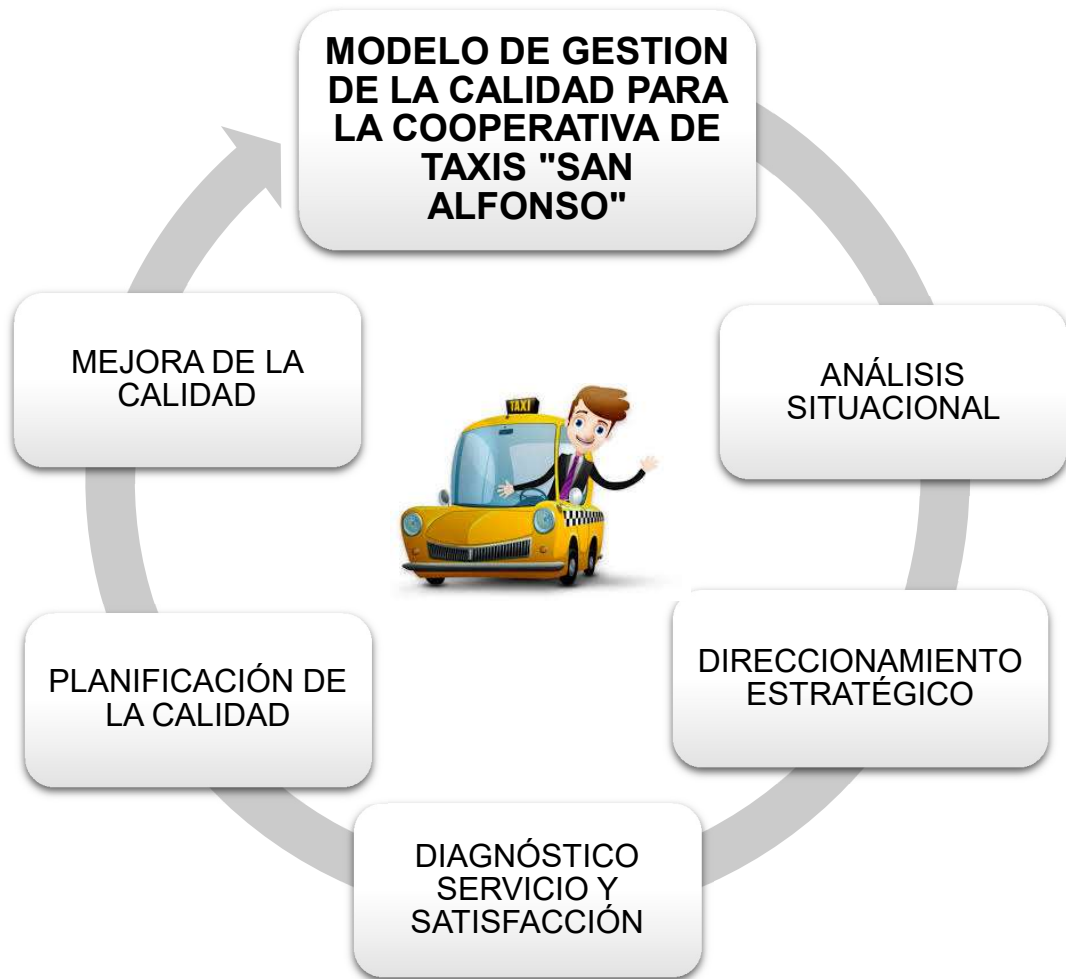 MODELO DE GESTION
DE LA CALIDAD PARA
LA COOPERATIVA DE
TAXIS "SAN
ALFONSO"
ANÁLISIS
SITUACIONAL
DIRECCIONAMIENTO
ESTRATÉGICO
DIAGNÓSTICO
SERVICIO Y
SATISFACCIÓN
PLANIFICACIÓN DE
LA CALIDAD
MEJORA DE LA
CALIDAD
TAXI